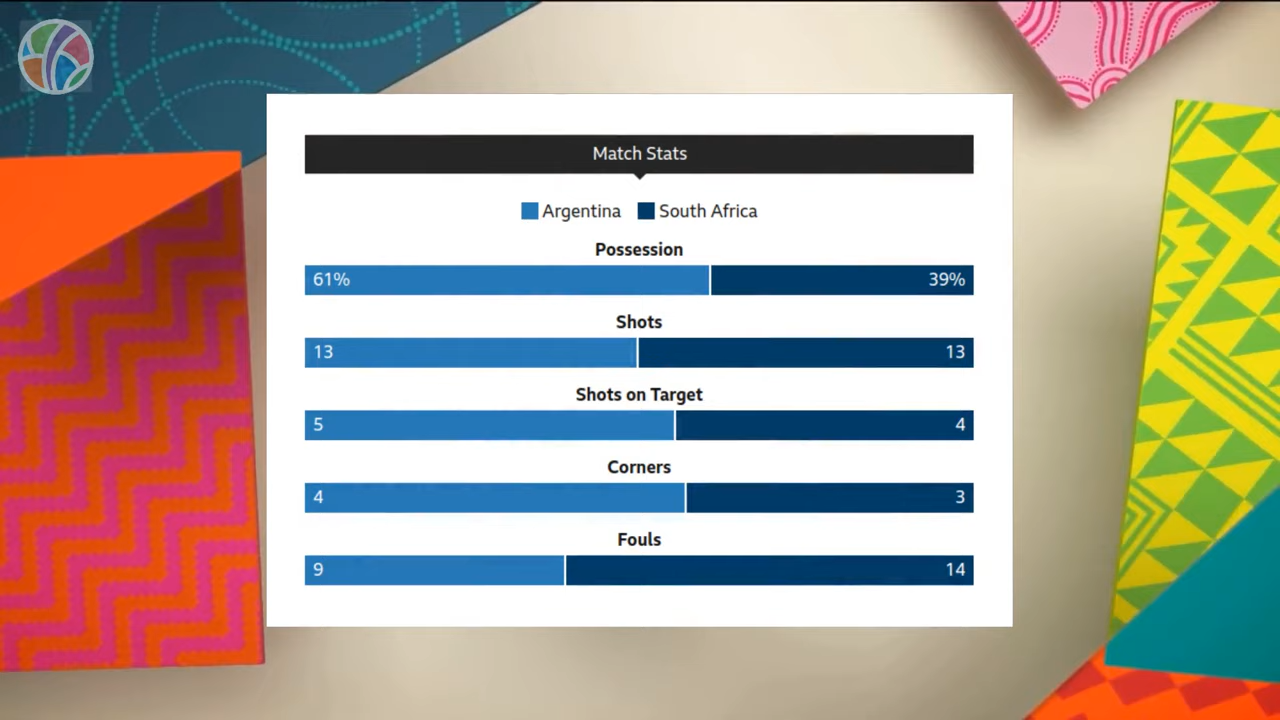 Match Stats
Argentina South Africa
Possession
61% 39%
Shots
13 13
Shots on Target
5 4
Corners
4 3
Fouls
9 14